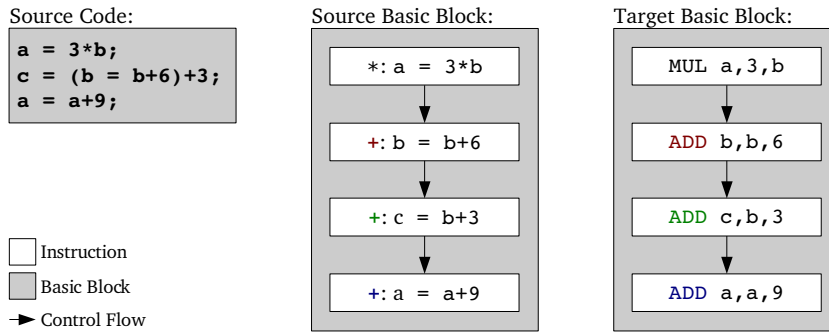 Source Code:
a = 3*b;
c = (b = b+6)+3;
a = a+9;
Instruction
Basic Block
Control Flow
Source Basic Block:
*: a = 3*b
+: b = b+6
+: c = b+3
+: a = a+9
Target Basic Block:
MUL a,3,b
ADD b,b,6
ADD c,b,3
ADD a,a,9